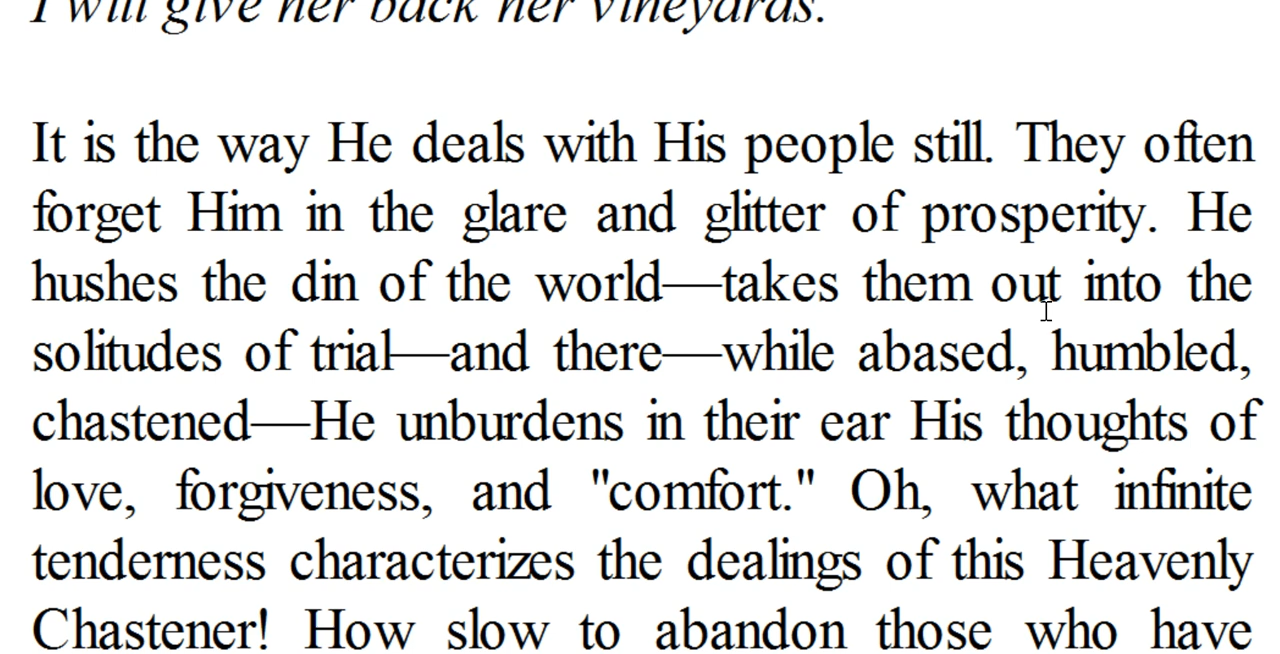 I will give her back her vineyards.
It is the way He deals with His people still. They often
forget Him in the glare and glitter of prosperity. He
hushes the din of the world—takes them out into the
solitudes of trial—and there—while abased, humbled,
chastened—He unburdens in their ear His thoughts of
love, forgiveness, and "comfort." Oh, what infinite
tenderness characterizes the dealings of this Heavenly
Chastener! How slow to abandon those who have